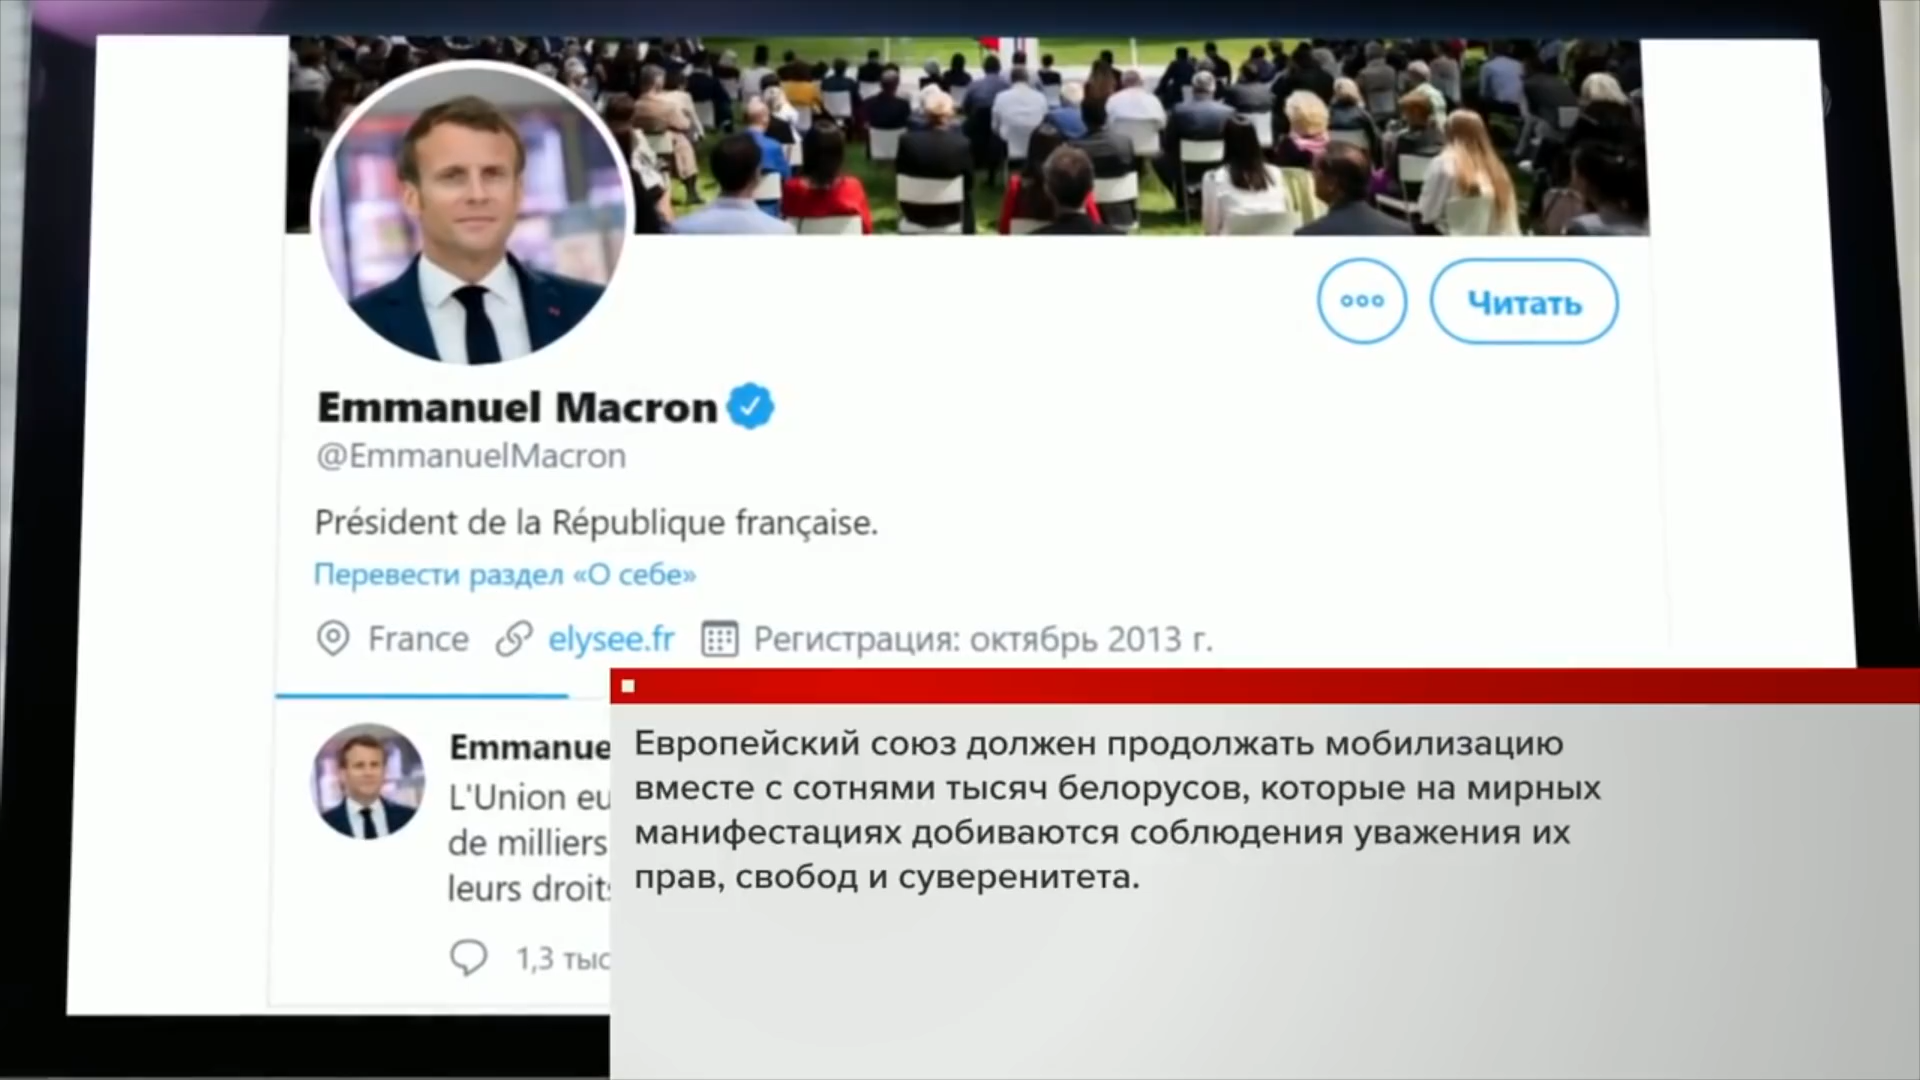 Читать
Emmanuel Macron
@EmmanuelMacron
Président de la République française.
Перевести раздел «О себе»
France elysee.fr Регистрация: октябрь 2013 г.
Emmanue
L'Union eu
de milliers
leurs droits
1,3 тыс
Европейский союз должен продолжать мобилизацию
вместе с сотнями тысяч белорусов, которые на мирных
манифестациях добиваются соблюдения уважения их
прав, свобод и суверенитета.